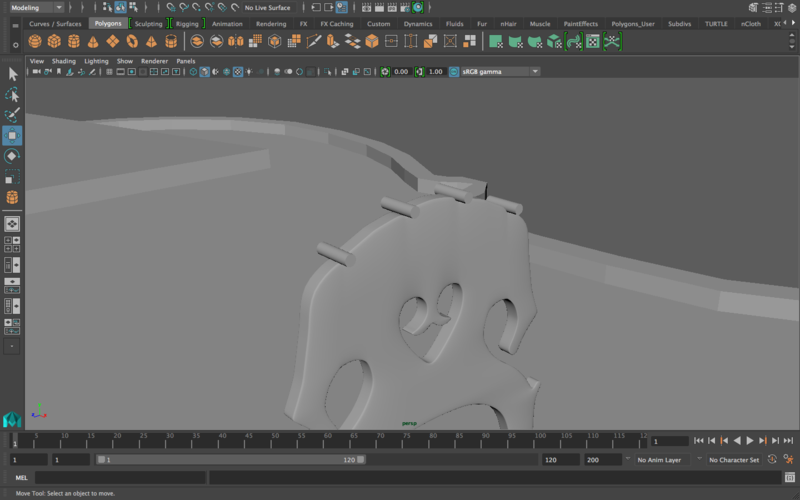 Modeling No Live Surface
Curves / Surfaces Polygons Sculpting Rigging Animation Rendering FX FX Caching Custom Dynamics Fluids Fur nHair Muscle PaintEffects Polygons_User Subdivs TURTLE nCloth
View Shading Lighting Show Renderer Panels
0.00 1.00 sRGB gamma
persp
1 5 10 15 20 25 30 35 40 45 50 55 60 65 70 75 80 85 90 95 100 105 110 115 12 1
1 1 1 120 120 200 No Anim Layer No Character Set
MEL
Move Tool: Select an object to move.